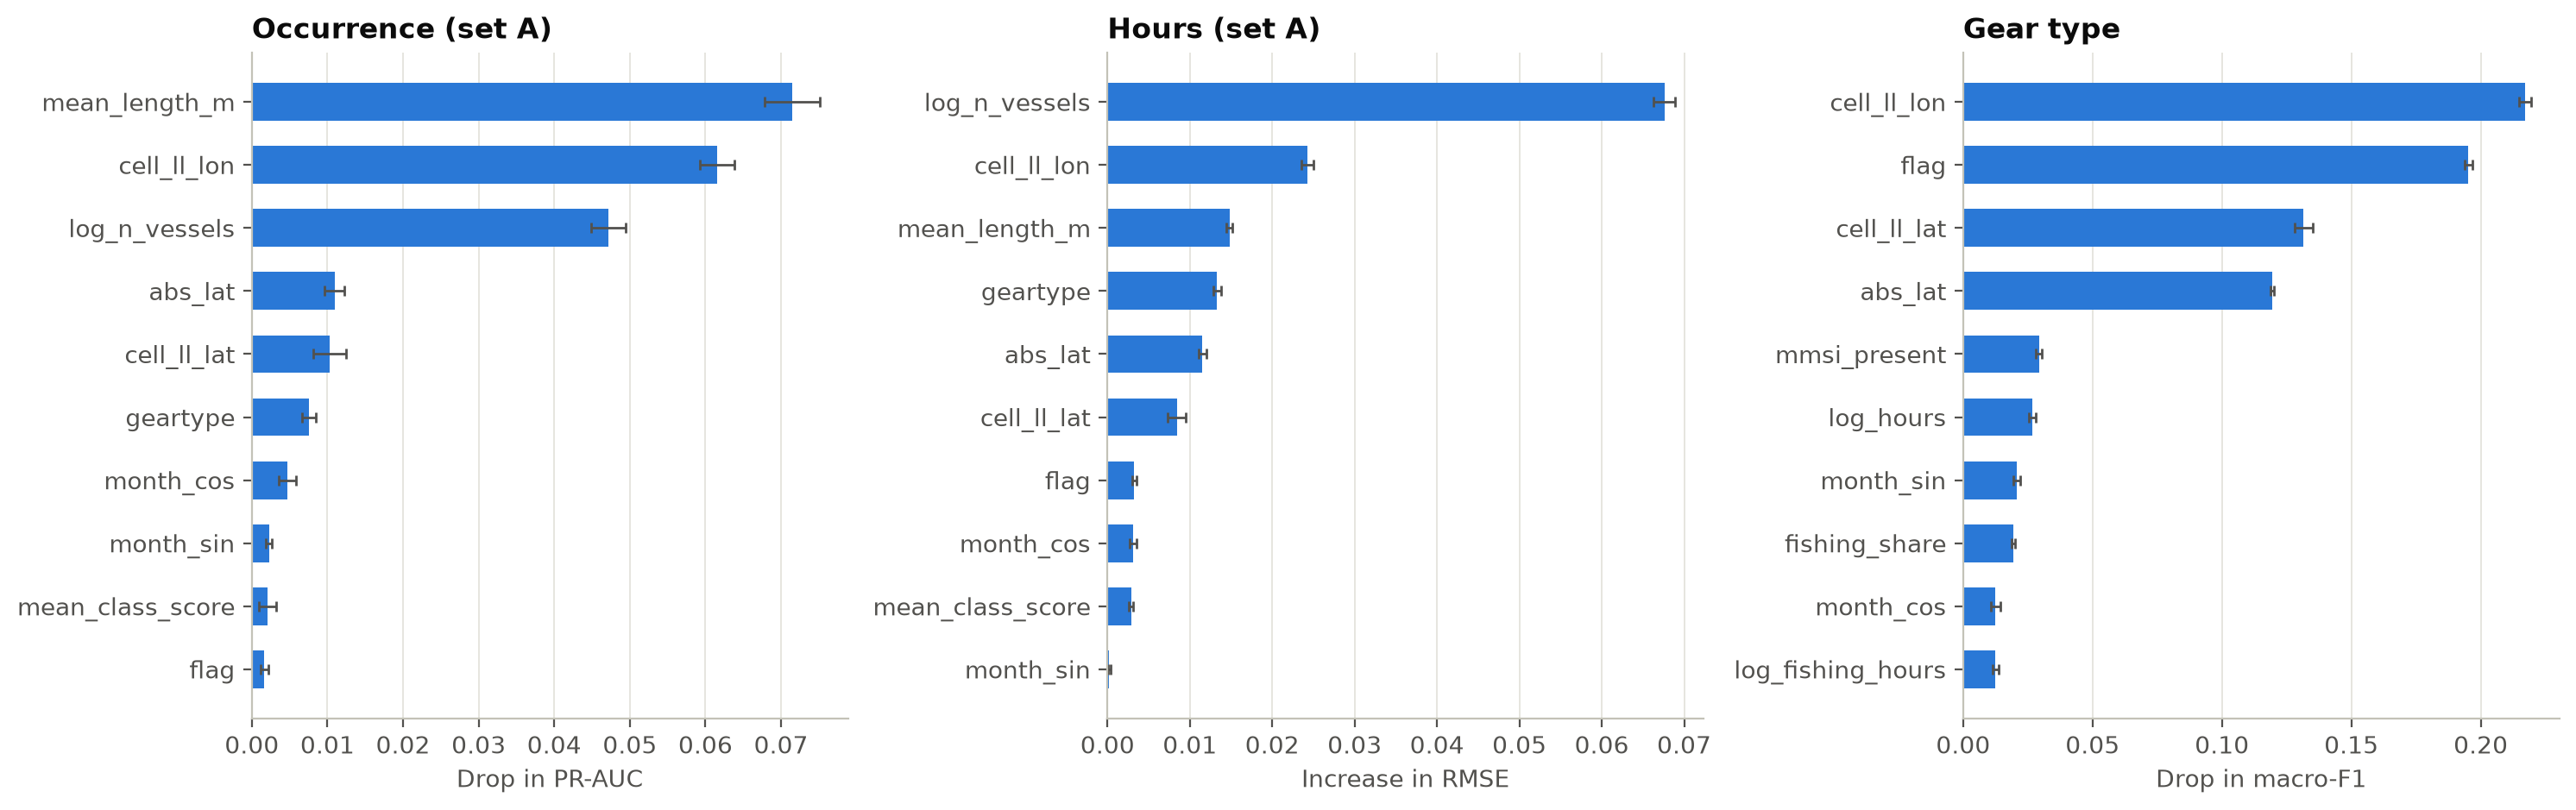 Occurrence (set A)
mean_length_m
cell_ll_lon
log_n_vessels
abs_lat
cell_ll_lat
geartype
month_cos
month_sin
mean_class_score
flag
0.00 0.01 0.02 0.03 0.04 0.05 0.06 0.07
Drop in PR-AUC
Hours (set A)
log_n_vessels
cell_ll_lon
mean_length_m
geartype
abs_lat
cell_ll_lat
flag
month_cos
mean_class_score
month_sin
0.00 0.01 0.02 0.03 0.04 0.05 0.06 0.07
Increase in RMSE
Gear type
cell_ll_lon
flag
cell_ll_lat
abs_lat
mmsi_present
log_hours
month_sin
fishing_share
month_cos
log_fishing_hours
0.00 0.05 0.10 0.15 0.20
Drop in macro-F1